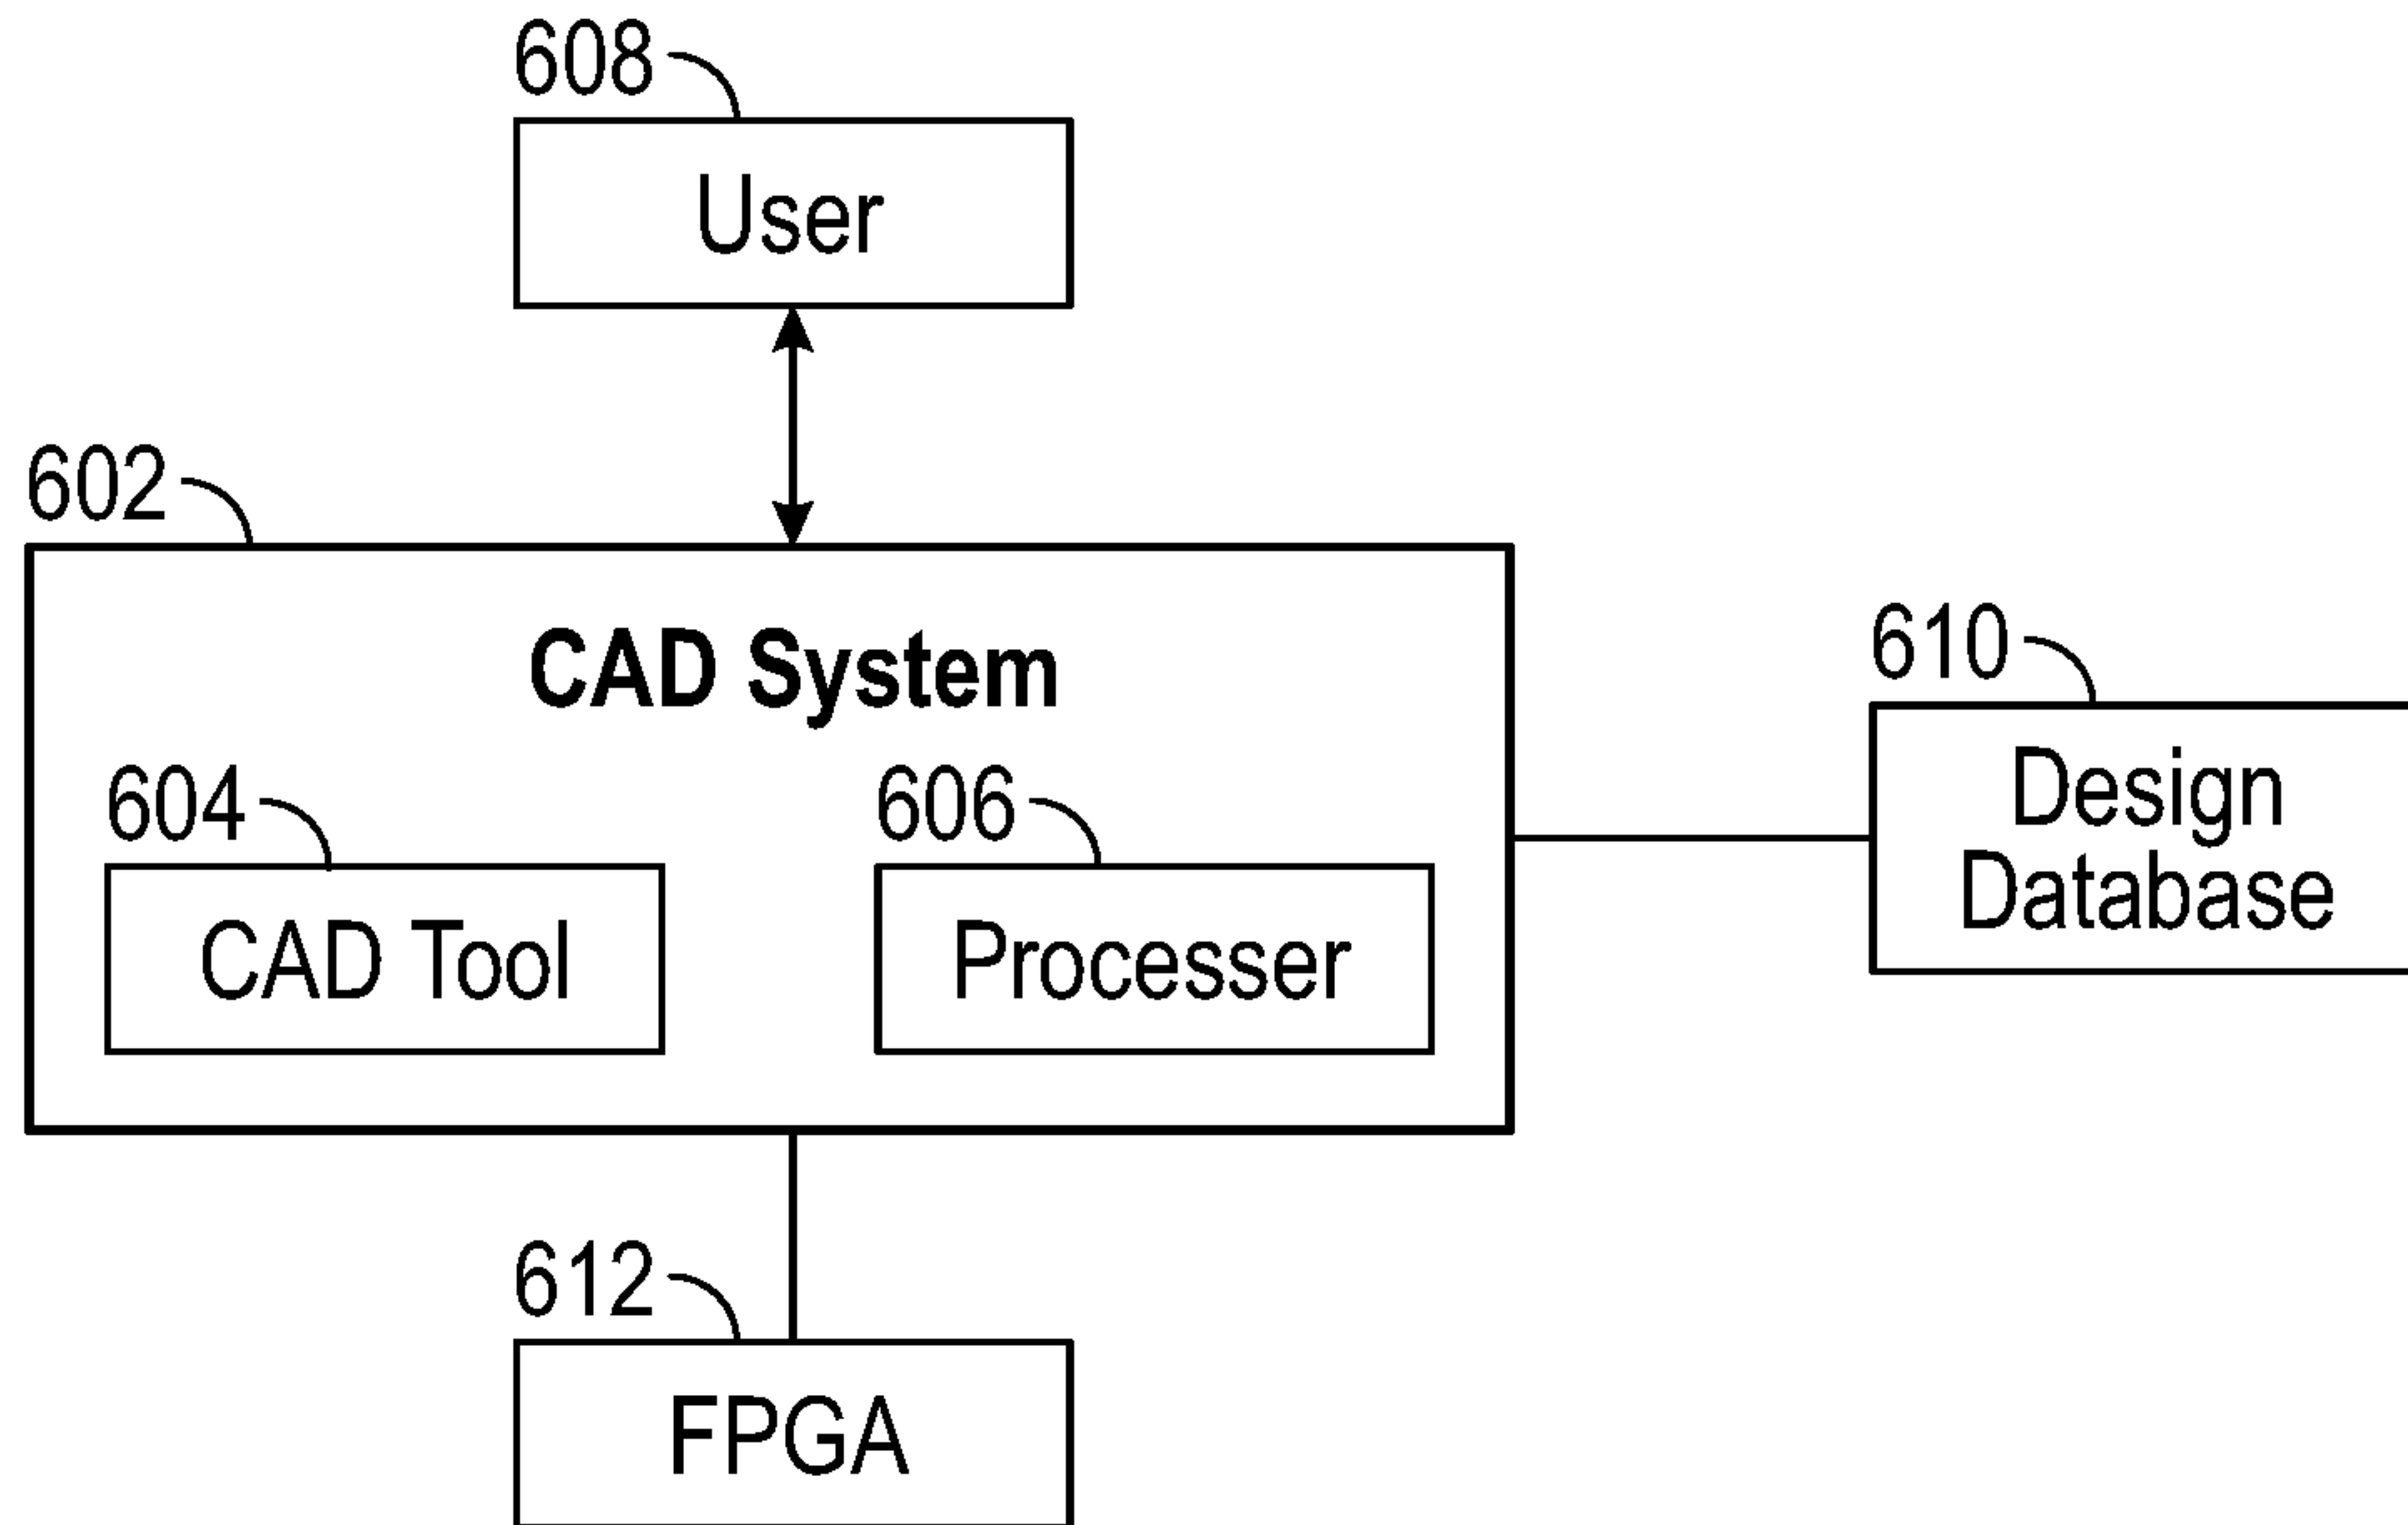 608
User
602
CAD System
610
Design
Database
604
606
CAD Tool
Processer
612
FPGA